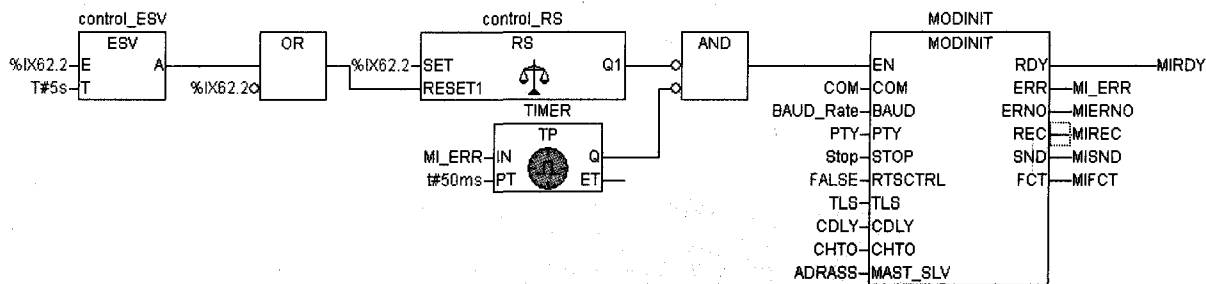 control_ESV control_RS MODINIT
ESV OR RS AND MODINIT
%IX62.2 E A %IX62.2 SET Q1 EN RDY MIRDY
T#5s T %IX62.2 RESET1 COM COM ERR MI_ERR
TIMER BAUD_Rate BAUD ERNO MIERNO
TP PTY PTY REC MIREC
MI_ERR IN Q Stop STOP SND MISND
t#50ms PT ET FALSE RTSCTRL FCT MIFCT
TLS TLS
CDLY CDLY
CHTO CHTO
ADRASS MAST_SLV